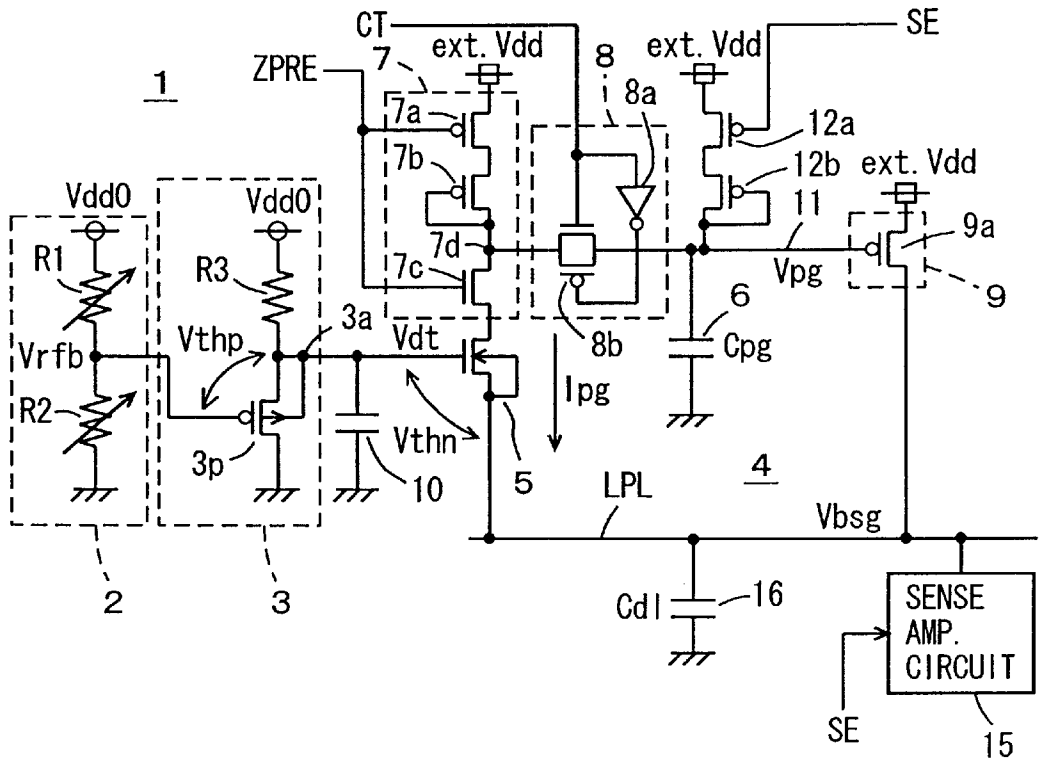 CT
SE
ext. Vdd
ext. Vdd
7
8
ZPRE
1
7a
8a
12a
7b
12b
ext. Vdd
Vdd0
Vdd0
11
9a
7d
R1
R3
7c
Vpg
9
3a
6
Vthp
Vdt
8b
Cpg
Vrfb
Ipg
R2
Vthn
3p
10
5
4
LPL
Vbsg
2
3
Cdl
16
SENSE
AMP.
CIRCUIT
SE
15